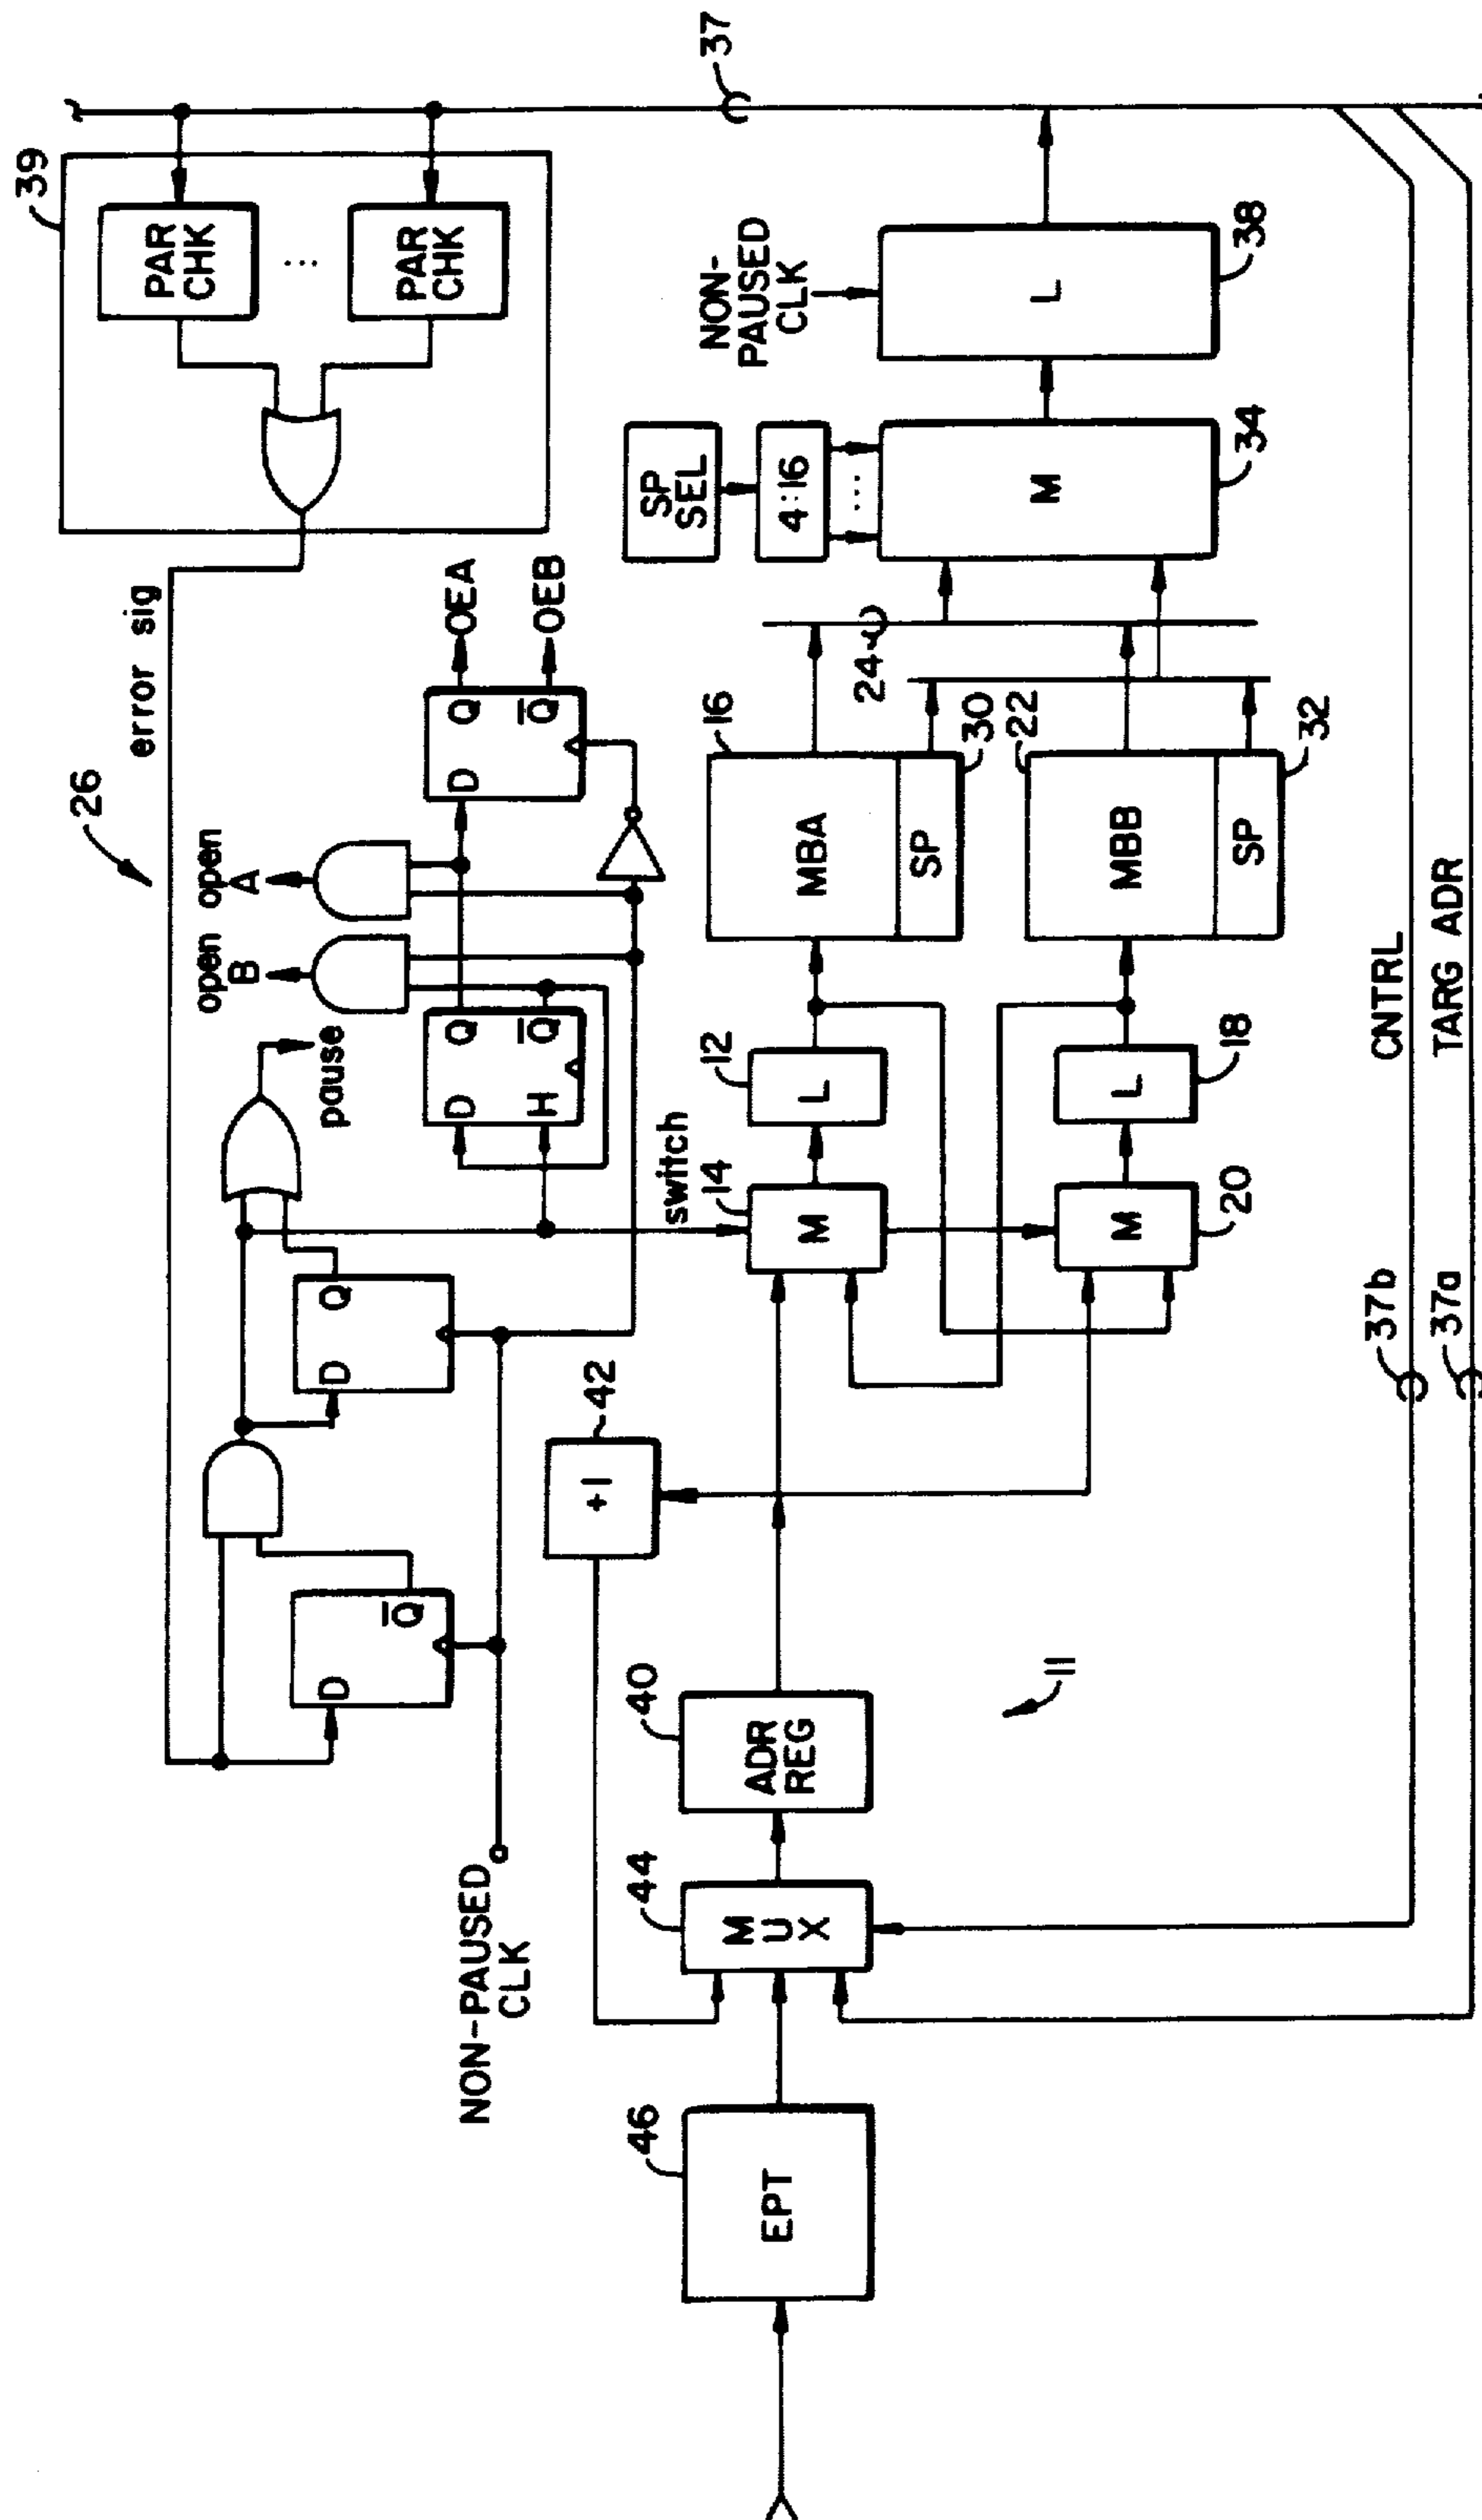 39
37
PAR
CHK
...
PAR
CHK
error sig
26
open
A
open
B
pause
OEA
OEB
D
Q
Q̅
D
Q
H
Q̅
D
Q
D
Q̅
NON-PAUSED
CLK
switch
NON-
PAUSED
CLK
SP
SEL
4:16
...
M
34
L
38
24
16
MBA
SP
30
22
MBB
SP
32
12
L
L
18
14
M
M
20
42
+1
40
ADR
REG
44
M
U
X
46
EPT
11
CNTRL
TARG ADR
37b
37a